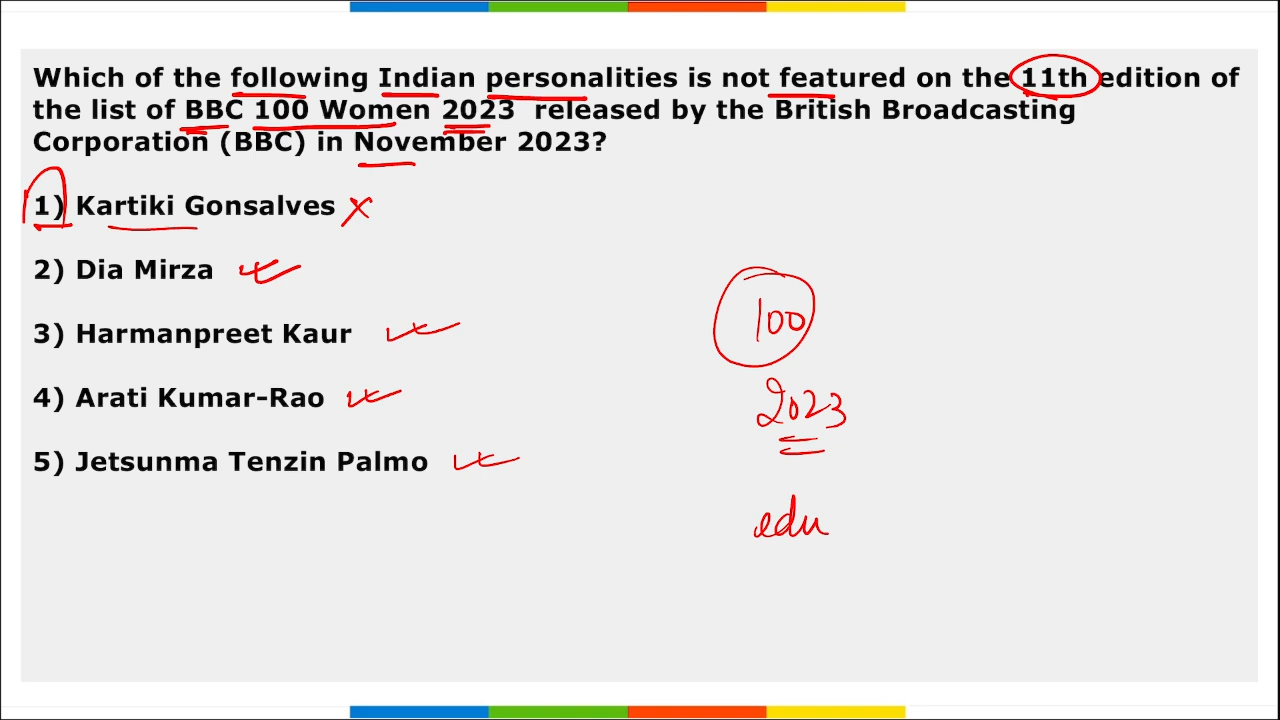 Which of the following Indian personalities is not featured on the 11th edition of
the list of BBC 100 Women 2023 released by the British Broadcasting
Corporation (BBC) in November 2023?
1) Kartiki Gonsalves
2) Dia Mirza
3) Harmanpreet Kaur
100
4) Arati Kumar-Rao
2023
5) Jetsunma Tenzin Palmo
edu